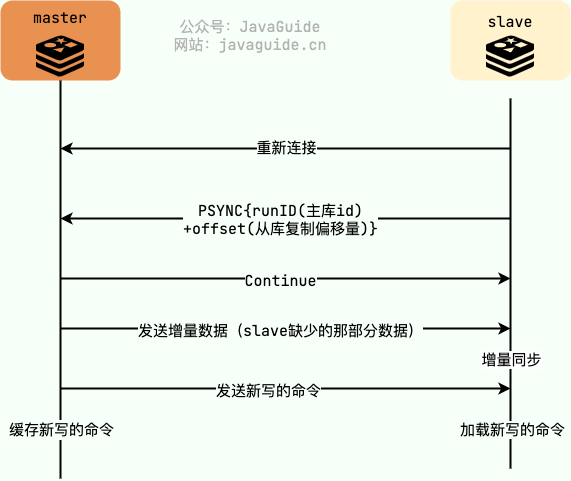 master
公众号：JavaGuide
网站：javaguide.cn
slave
重新连接
PSYNC{runID(主库id)
+offset(从库复制偏移量)}
Continue
发送增量数据（slave缺少的那部分数据）
增量同步
发送新写的命令
缓存新写的命令
加载新写的命令